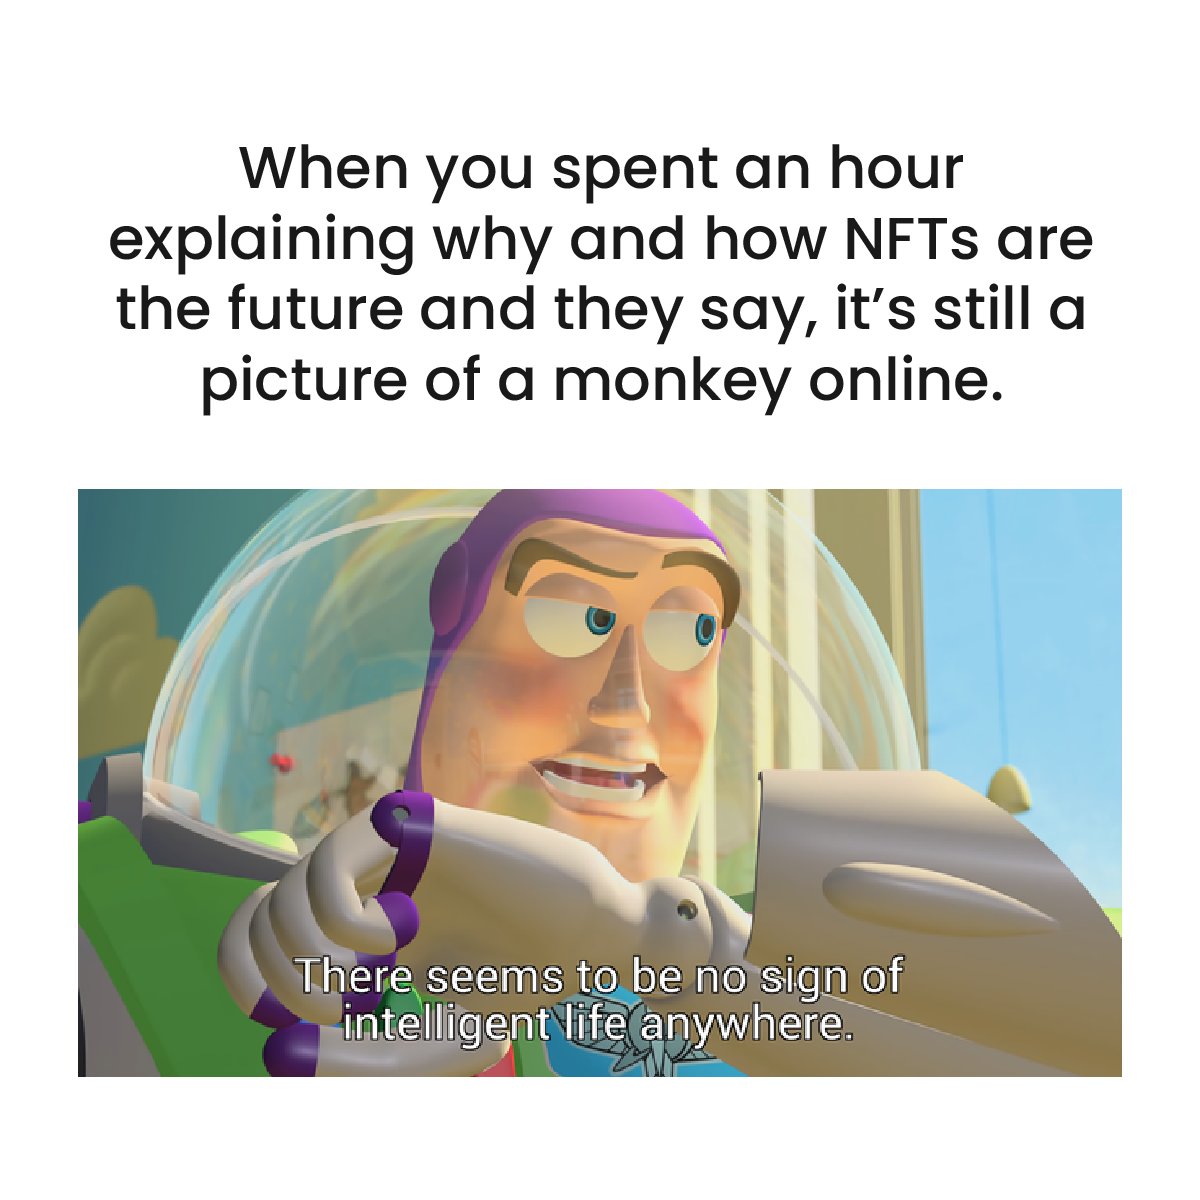 When you spent an hour
explaining why and how NFTs are
the future and they say, it’s still a
picture of a monkey online.
There seems to be no sign of
intelligent life anywhere.